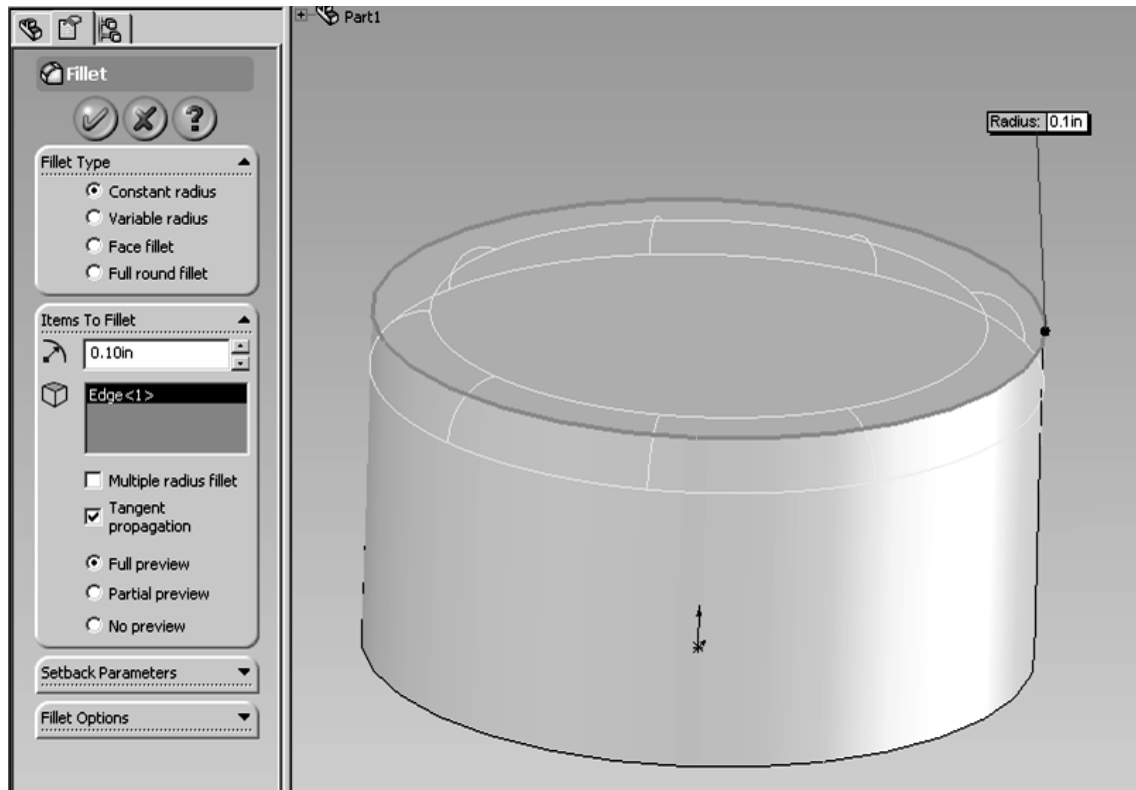 Part1
Fillet
?
Radius: 0.1in
Fillet Type
Constant radius
Variable radius
Face fillet
Full round fillet
Items To Fillet
0.10in
Edge<1>
Multiple radius fillet
Tangent
propagation
Full preview
Partial preview
No preview
Setback Parameters
Fillet Options